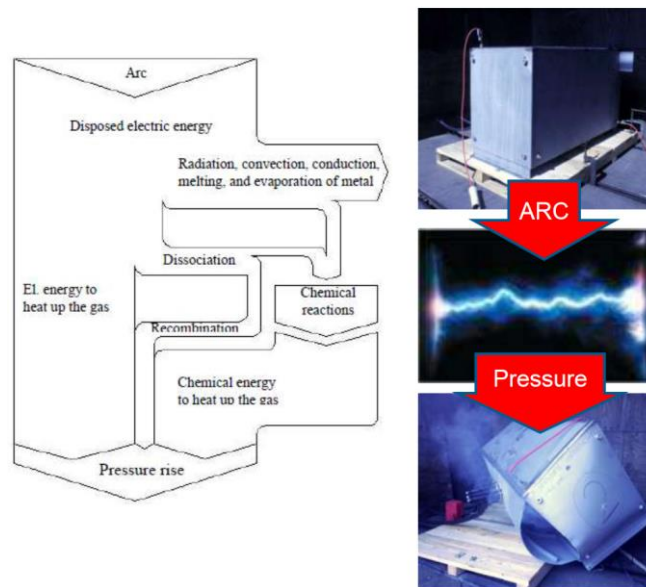 Arc
Disposed electric energy
Radiation, convection, conduction,
melting, and evaporation of metal
Dissociation
El. energy to
heat up the gas
Chemical
reactions
Recombination
Chemical energy
to heat up the gas
Pressure rise
ARC
Pressure
2